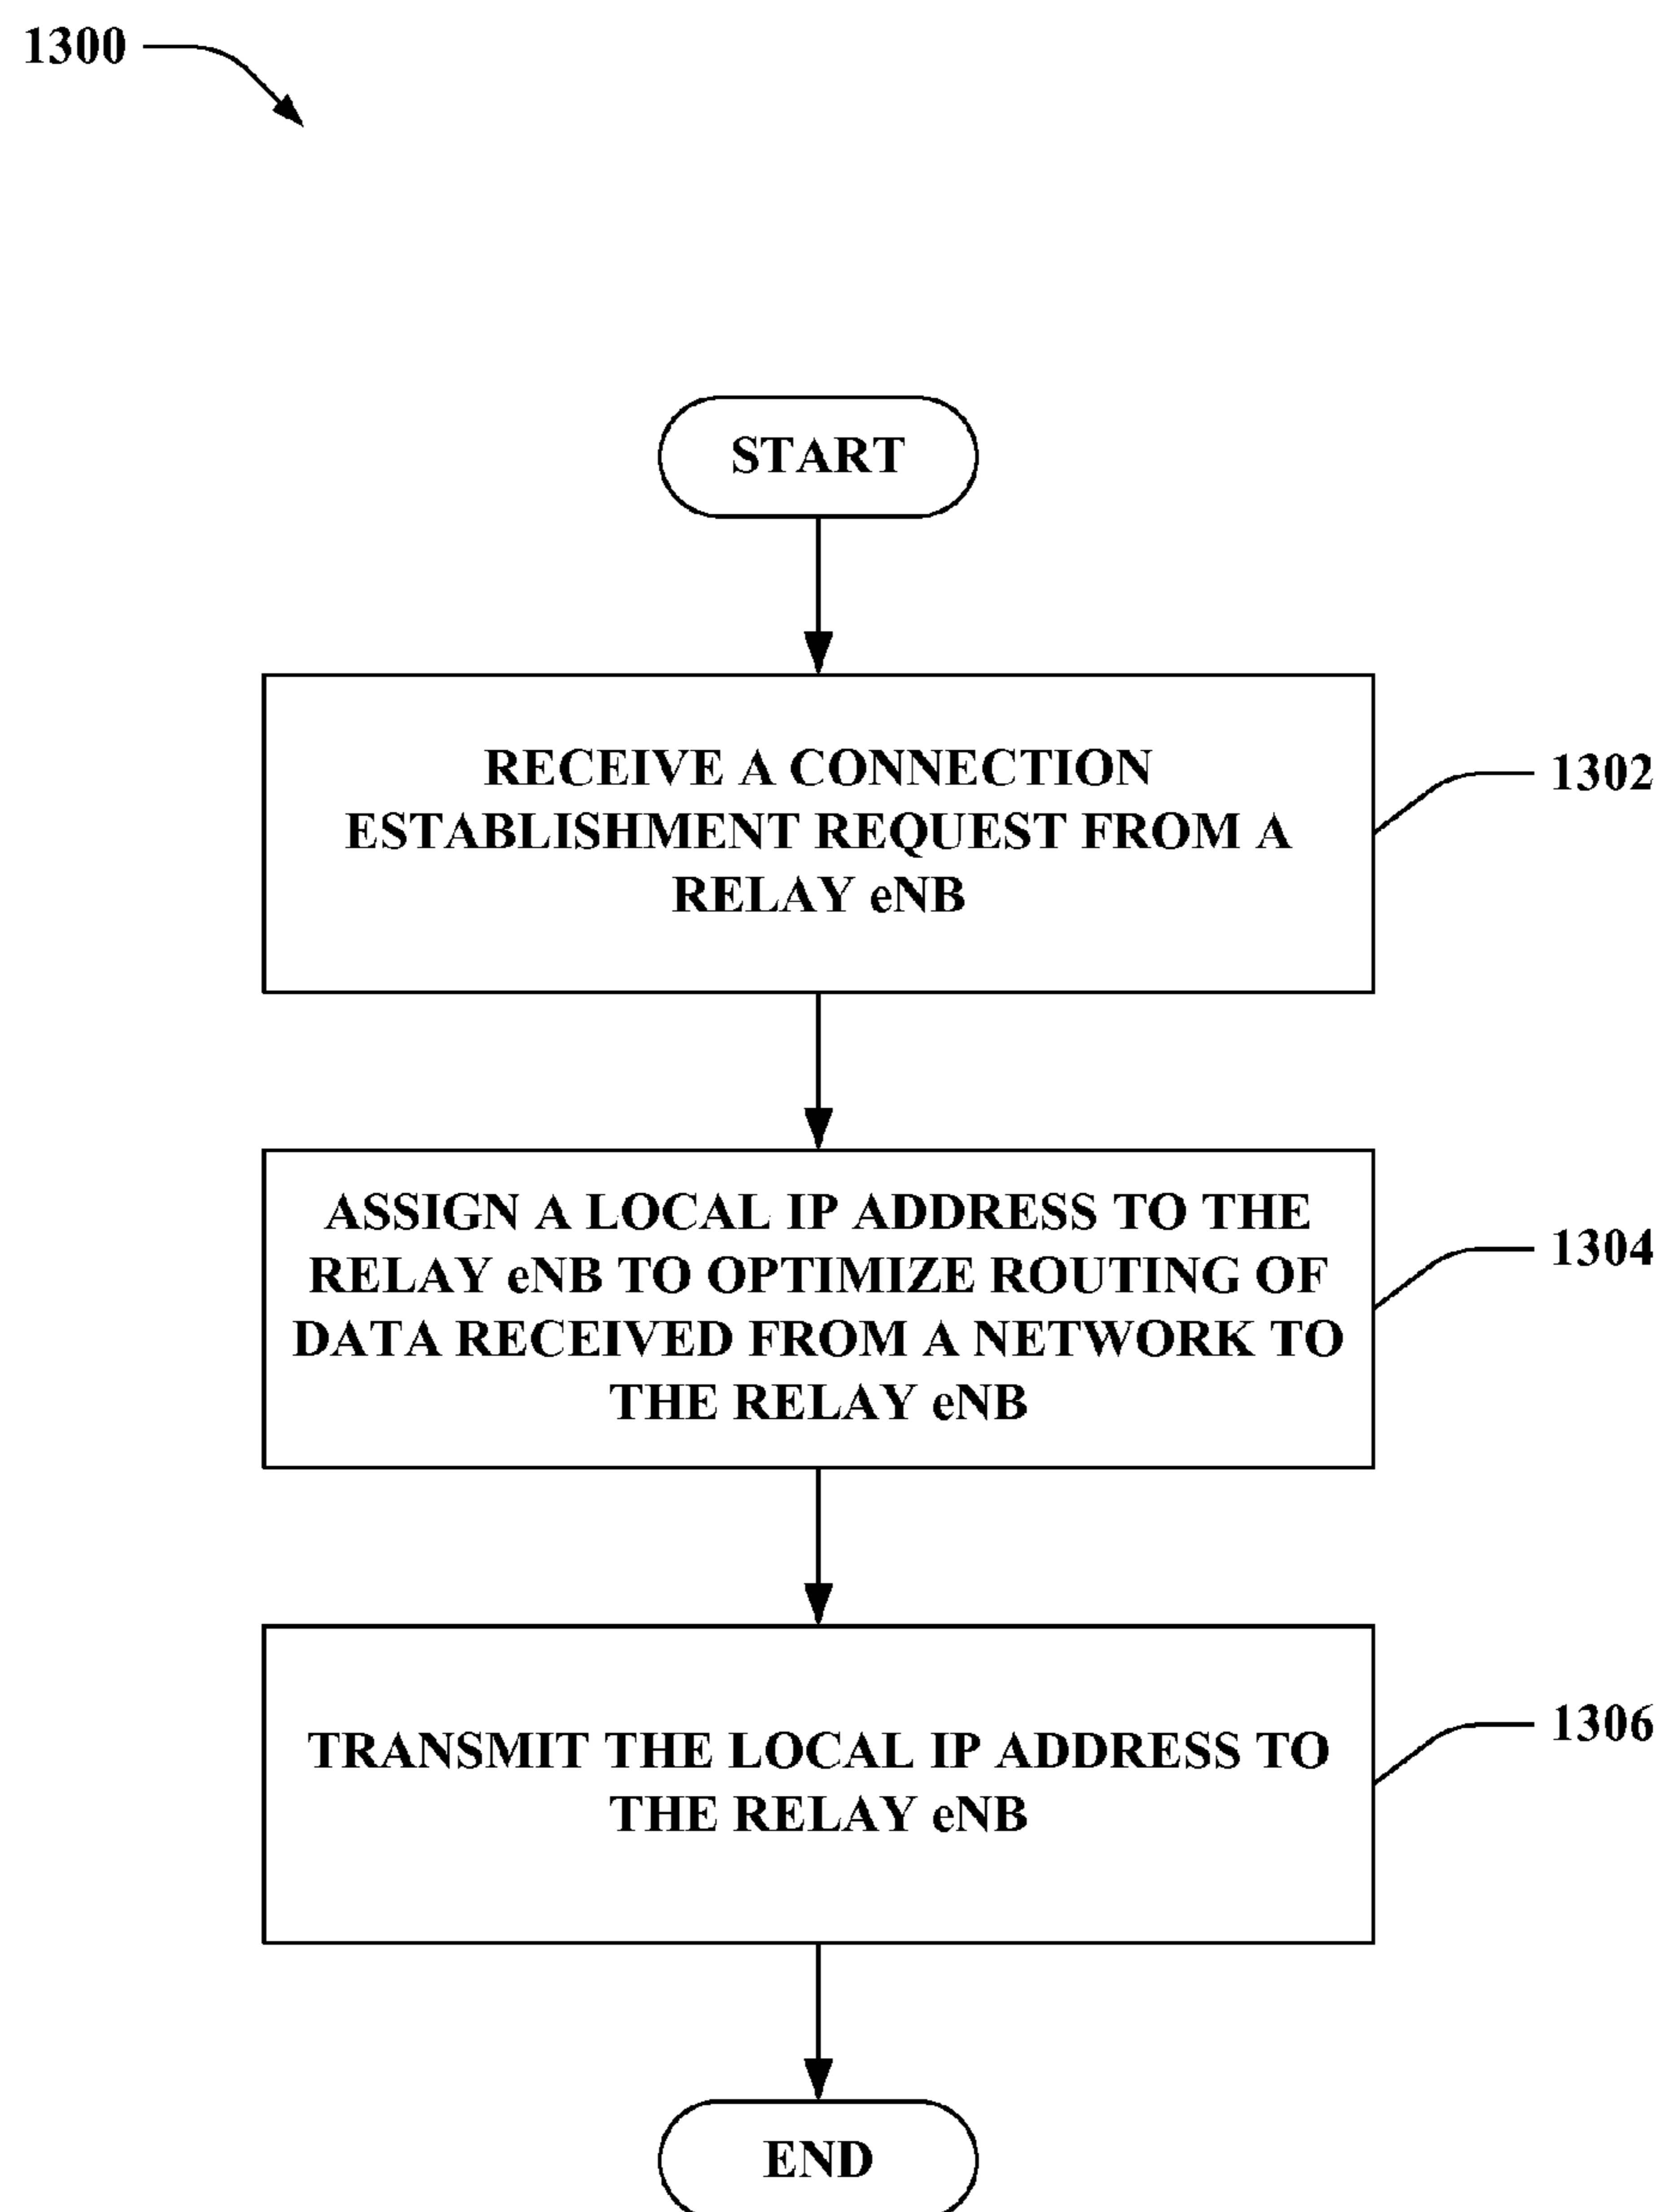 1300
START
RECEIVE A CONNECTION
ESTABLISHMENT REQUEST FROM A
RELAY eNB
1302
ASSIGN A LOCAL IP ADDRESS TO THE
RELAY eNB TO OPTIMIZE ROUTING OF
DATA RECEIVED FROM A NETWORK TO
THE RELAY eNB
1304
TRANSMIT THE LOCAL IP ADDRESS TO
THE RELAY eNB
1306
END